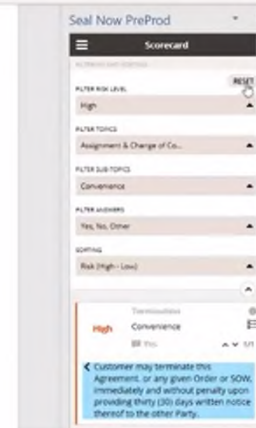 Seal Now PreProd
Scorecard
RESET
FILTER RISK LEVEL
High
FILTER TOPICS
Assignment & Change of Co...
FILTER SUB-TOPICS
Convenience
FILTER ANSWERS
Yes, No, Other
SORTING
Risk (High - Low)
Termination
High
Convenience
Yes
1/1
Customer may terminate this
Agreement, or any given Order or SOW,
immediately and without penalty upon
providing thirty (30) days written notice
thereof to the other Party.